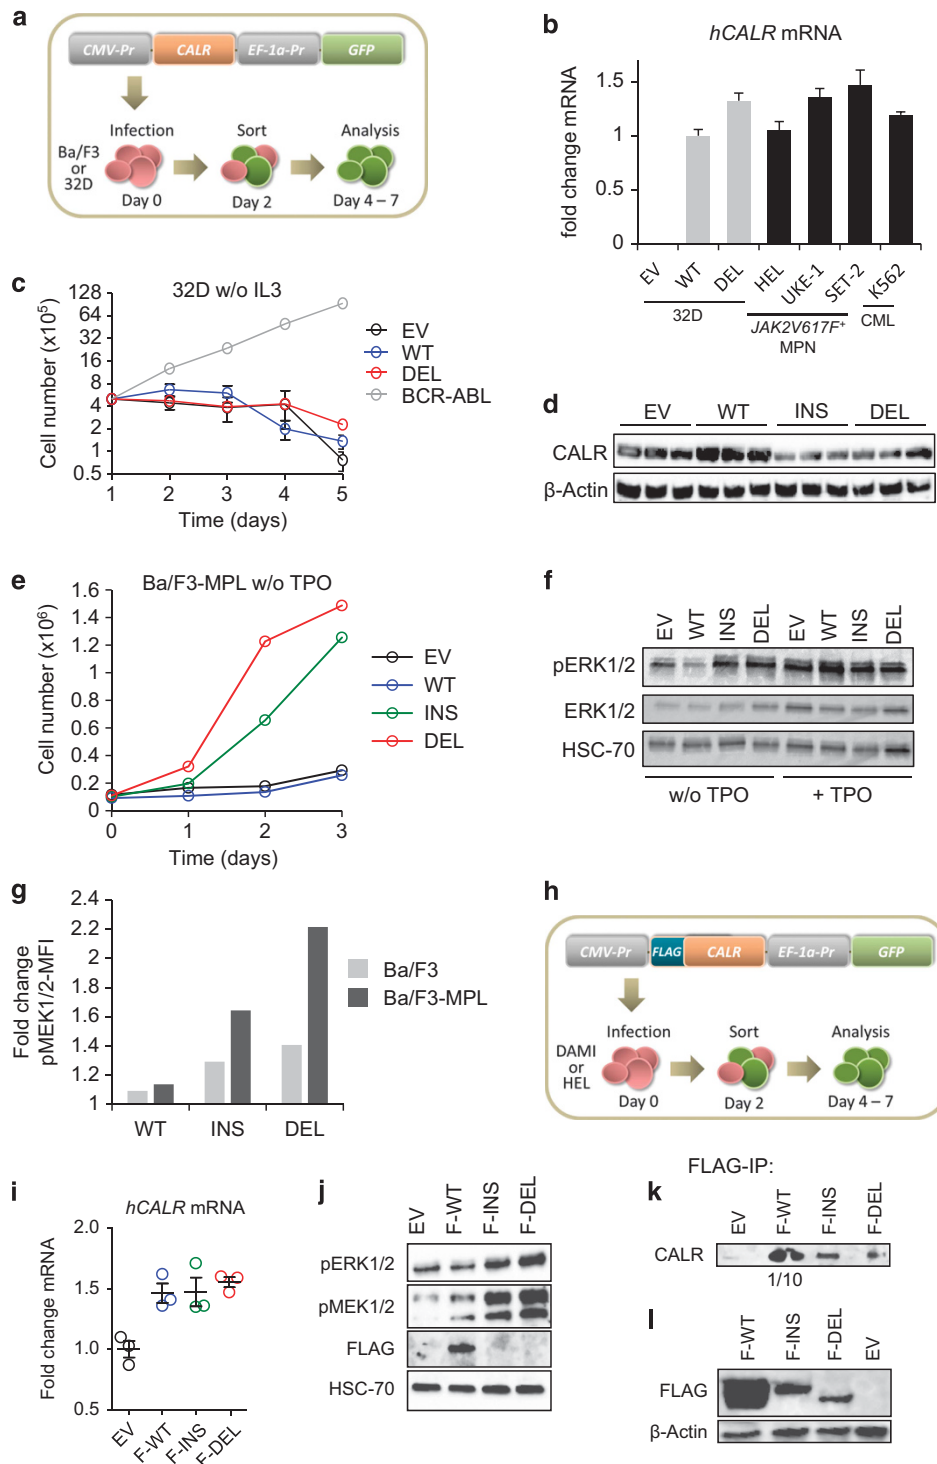 a
CMV-Pr CALR EF-1α-Pr GFP
Infection Sort Analysis
Ba/F3
or
32D
Day 0 Day 2 Day 4 – 7
b
hCALR mRNA
fold change mRNA
1.5
1
0.5
0
EV WT DEL HEL UKE-1 SET-2 K562
32D
JAK2V617F+
MPN
CML
c
32D w/o IL3
Cell number (x10⁵)
128
64
32
16
8
4
2
1
0.5
1 2 3 4 5
Time (days)
EV
WT
DEL
BCR-ABL
d
EV WT INS DEL
CALR
β-Actin
e
Ba/F3-MPL w/o TPO
Cell number (x10⁶)
1.6
1.4
1.2
1
0.8
0.6
0.4
0.2
0
0 1 2 3
Time (days)
EV
WT
INS
DEL
f
EV WT INS DEL EV WT INS DEL
pERK1/2
ERK1/2
HSC-70
w/o TPO + TPO
g
Fold change
pMEK1/2-MFI
2.4
2.2
2
1.8
1.6
1.4
1.2
1
WT INS DEL
Ba/F3
Ba/F3-MPL
h
CMV-Pr FLAG CALR EF-1α-Pr GFP
Infection Sort Analysis
DAMI
or
HEL
Day 0 Day 2 Day 4 – 7
i
hCALR mRNA
Fold change mRNA
2.0
1.5
1.0
0.5
EV F-WT F-INS F-DEL
j
EV F-WT F-INS F-DEL
pERK1/2
pMEK1/2
FLAG
HSC-70
FLAG-IP:
k
EV F-WT F-INS F-DEL
CALR
1/10
l
F-WT F-INS F-DEL EV
FLAG
β-Actin